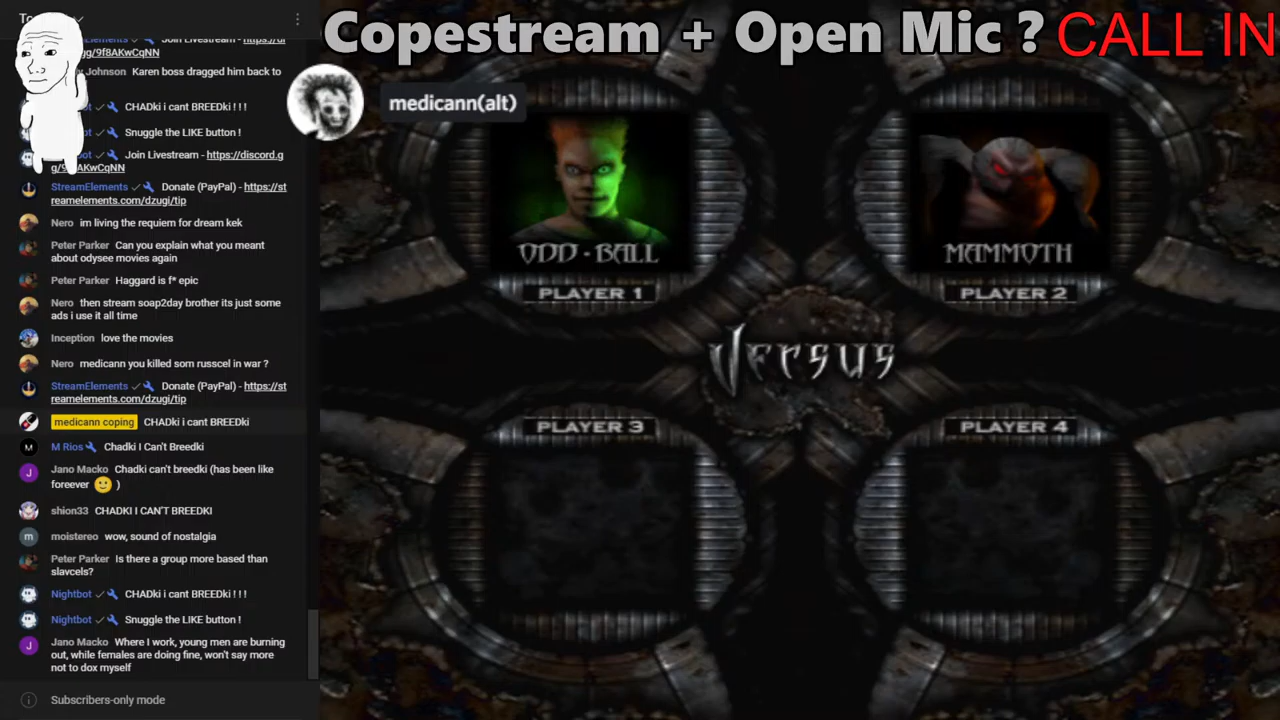 Copestream + Open Mic ? CALL IN
medicann(alt)
Join Livestream - https://di
gg/9f8AKwCqNN
Johnson Karen boss dragged him back to
CHADki i cant BREEDki ! ! !
Snuggle the LIKE button !
Join Livestream - https://discord.g
AKwCqNN
StreamElements Donate (PayPal) - https://st
reamelements.com/dzugi/tip
Nero im living the requiem for dream kek
Peter Parker Can you explain what you meant
about odysee movies again
Peter Parker Haggard is f* epic
Nero then stream soap2day brother its just some
ads i use it all time
Inception love the movies
Nero medicann you killed som russcel in war ?
StreamElements Donate (PayPal) - https://st
reamelements.com/dzugi/tip
medicann coping CHADki i cant BREEDki
M Rios Chadki I Can't Breedki
Jano Macko Chadki can't breedki (has been like
foreever 🙂 )
shion33 CHADKI I CAN'T BREEDKI
moistereo wow, sound of nostalgia
Peter Parker Is there a group more based than
slavcels?
Nightbot CHADki i cant BREEDki ! ! !
Nightbot Snuggle the LIKE button !
Jano Macko Where I work, young men are burning
out, while females are doing fine, won't say more
not to dox myself
Subscribers-only mode
ODD-BALL
PLAYER 1
MAMMOTH
PLAYER 2
Versus
PLAYER 3
PLAYER 4